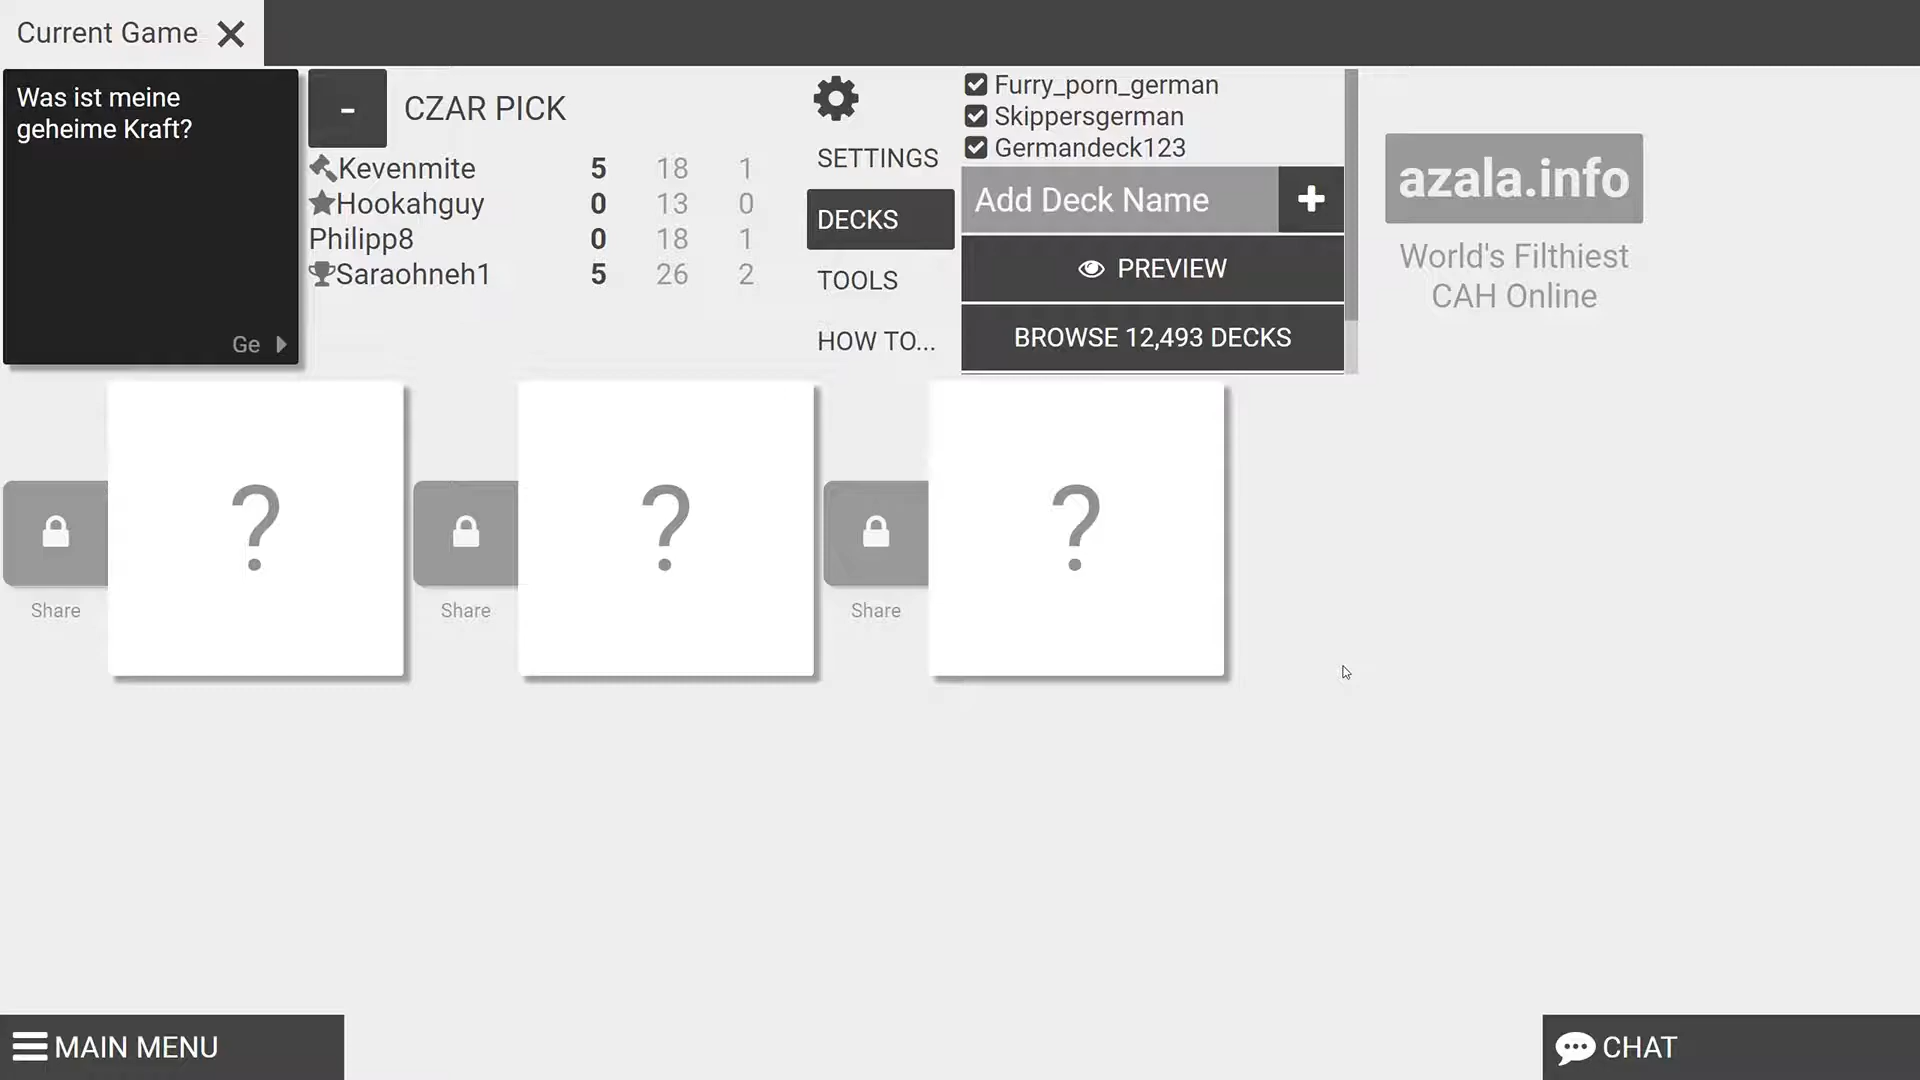 Current Game
Was ist meine
geheime Kraft?
Ge
-
CZAR PICK
Kevenmite 5 18 1
Hookahguy 0 13 0
Philipp8 0 18 1
Saraohneh1 5 26 2
SETTINGS
DECKS
TOOLS
HOW TO...
Furry_porn_german
Skippersgerman
Germandeck123
Add Deck Name
PREVIEW
BROWSE 12,493 DECKS
azala.info
World's Filthiest
CAH Online
?
?
?
Share
Share
Share
MAIN MENU
CHAT